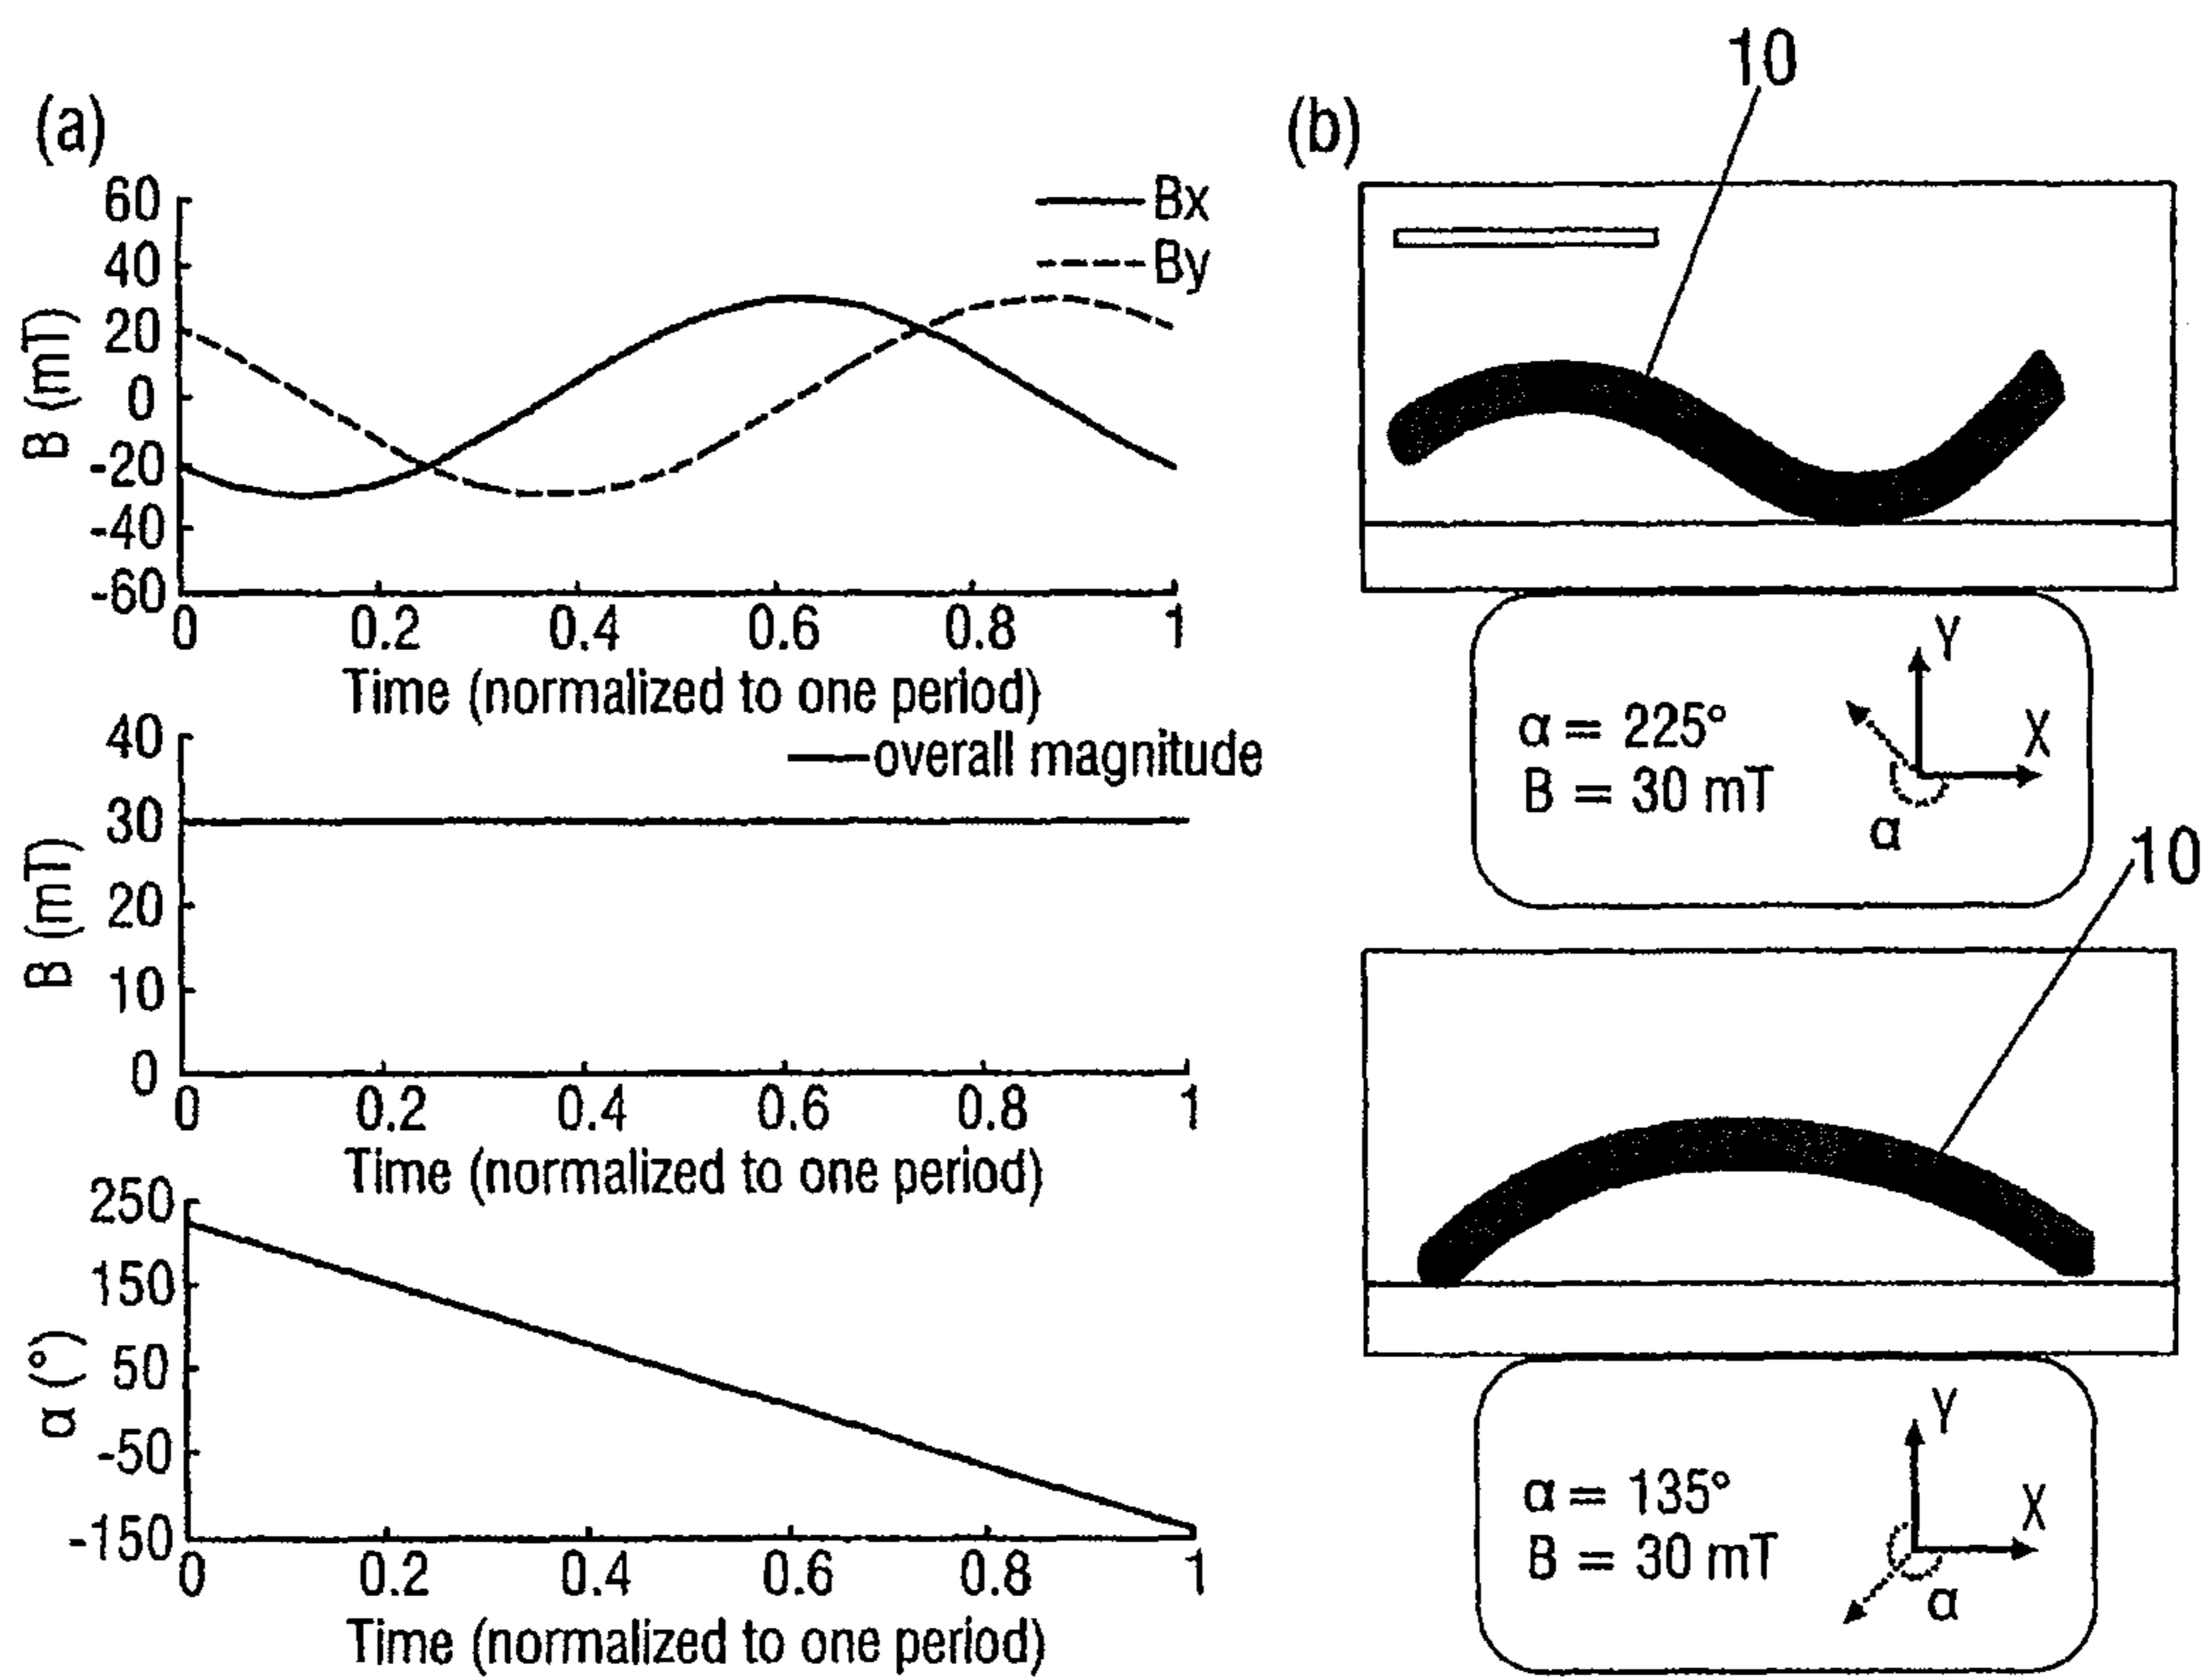 (a)
60
40
20
0
-20
-40
-60
B (mT)
Bx
By
0 0.2 0.4 0.6 0.8 1
Time (normalized to one period)
40
30
20
10
0
B (mT)
overall magnitude
0 0.2 0.4 0.6 0.8 1
Time (normalized to one period)
250
150
50
-50
-150
α (°)
0 0.2 0.4 0.6 0.8 1
Time (normalized to one period)
(b)
10
α = 225°
B = 30 mT
Y
X
α
10
α = 135°
B = 30 mT
Y
X
α